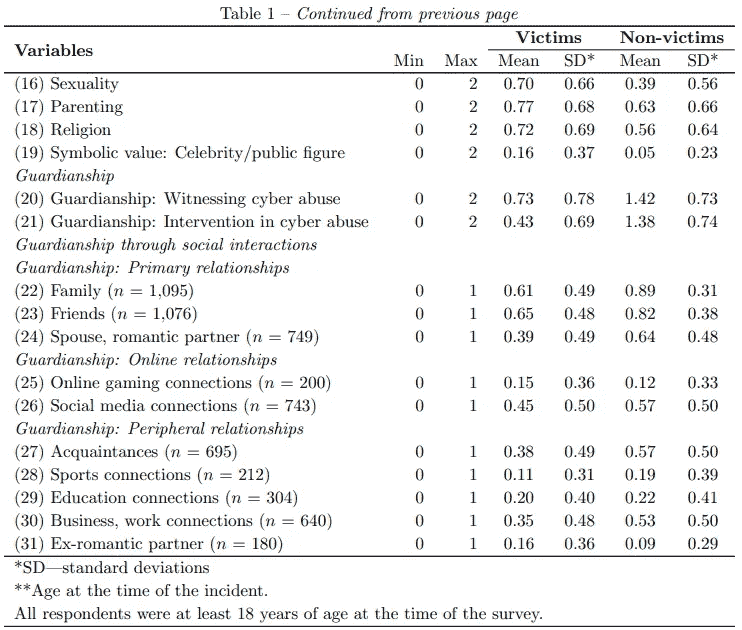 Table 1 – Continued from previous page
Variables Victims Non-victims
Min Max Mean SD* Mean SD*
(16) Sexuality 0 2 0.70 0.66 0.39 0.56
(17) Parenting 0 2 0.77 0.68 0.63 0.66
(18) Religion 0 2 0.72 0.69 0.56 0.64
(19) Symbolic value: Celebrity/public figure 0 2 0.16 0.37 0.05 0.23
Guardianship
(20) Guardianship: Witnessing cyber abuse 0 2 0.73 0.78 1.42 0.73
(21) Guardianship: Intervention in cyber abuse 0 2 0.43 0.69 1.38 0.74
Guardianship through social interactions
Guardianship: Primary relationships
(22) Family (n = 1,095) 0 1 0.61 0.49 0.89 0.31
(23) Friends (n = 1,076) 0 1 0.65 0.48 0.82 0.38
(24) Spouse, romantic partner (n = 749) 0 1 0.39 0.49 0.64 0.48
Guardianship: Online relationships
(25) Online gaming connections (n = 200) 0 1 0.15 0.36 0.12 0.33
(26) Social media connections (n = 743) 0 1 0.45 0.50 0.57 0.50
Guardianship: Peripheral relationships
(27) Acquaintances (n = 695) 0 1 0.38 0.49 0.57 0.50
(28) Sports connections (n = 212) 0 1 0.11 0.31 0.19 0.39
(29) Education connections (n = 304) 0 1 0.20 0.40 0.22 0.41
(30) Business, work connections (n = 640) 0 1 0.35 0.48 0.53 0.50
(31) Ex-romantic partner (n = 180) 0 1 0.16 0.36 0.09 0.29
*SD—standard deviations
**Age at the time of the incident.
All respondents were at least 18 years of age at the time of the survey.